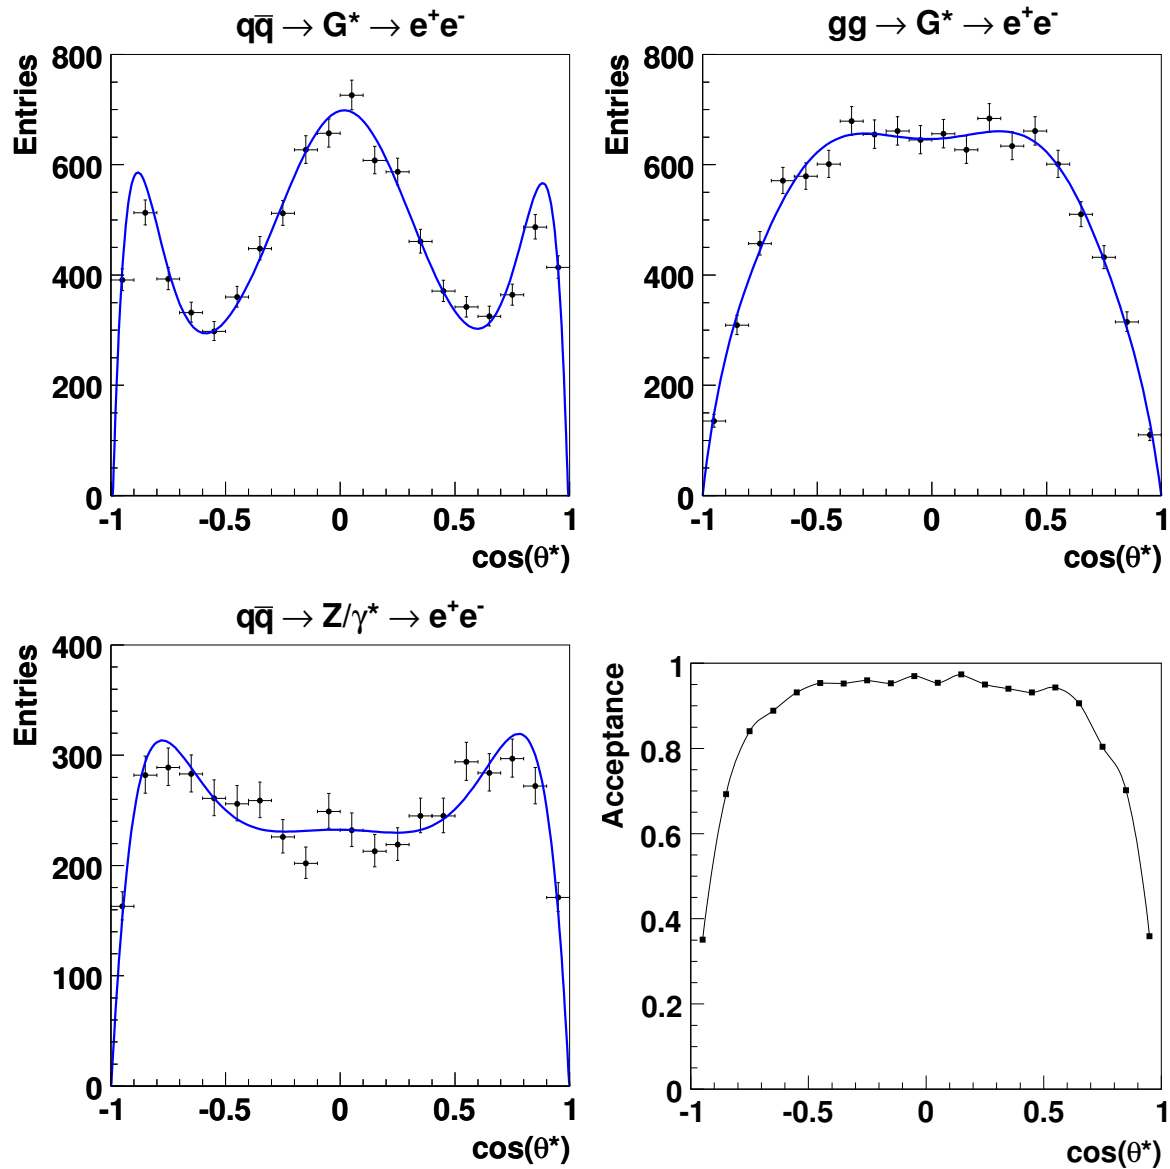 qq̅ → G* → e⁺e⁻
Entries
800
600
400
200
0
-1 -0.5 0 0.5 1
cos(θ*)
gg → G* → e⁺e⁻
Entries
800
600
400
200
0
-1 -0.5 0 0.5 1
cos(θ*)
qq̅ → Z/γ* → e⁺e⁻
Entries
400
300
200
100
0
-1 -0.5 0 0.5 1
cos(θ*)
Acceptance
1
0.8
0.6
0.4
0.2
0
-1 -0.5 0 0.5 1
cos(θ*)